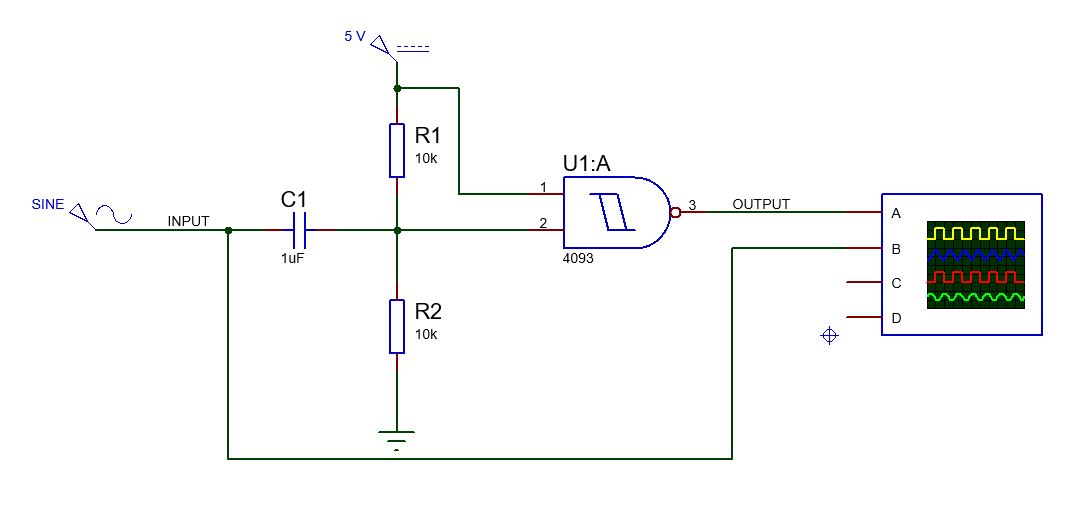 5 V
R1
10k
U1:A
1
SINE
C1
INPUT
3
OUTPUT
A
2
1uF
4093
B
C
R2
10k
D